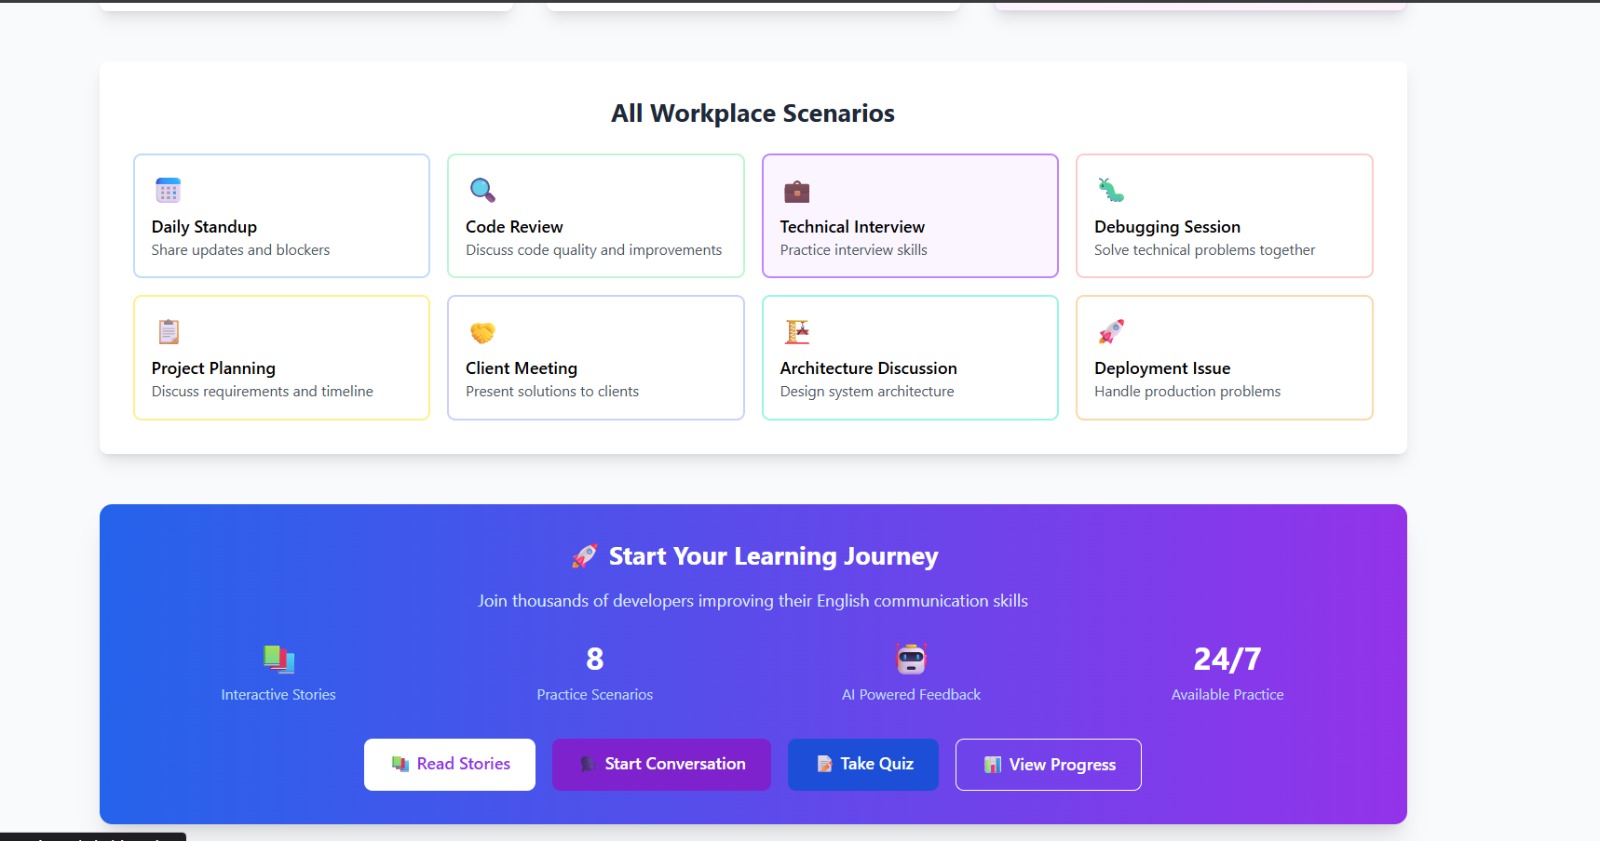 All Workplace Scenarios
Daily Standup
Share updates and blockers
Code Review
Discuss code quality and improvements
Technical Interview
Practice interview skills
Debugging Session
Solve technical problems together
Project Planning
Discuss requirements and timeline
Client Meeting
Present solutions to clients
Architecture Discussion
Design system architecture
Deployment Issue
Handle production problems
Start Your Learning Journey
Join thousands of developers improving their English communication skills
Interactive Stories
8
Practice Scenarios
AI Powered Feedback
24/7
Available Practice
Read Stories
Start Conversation
Take Quiz
View Progress